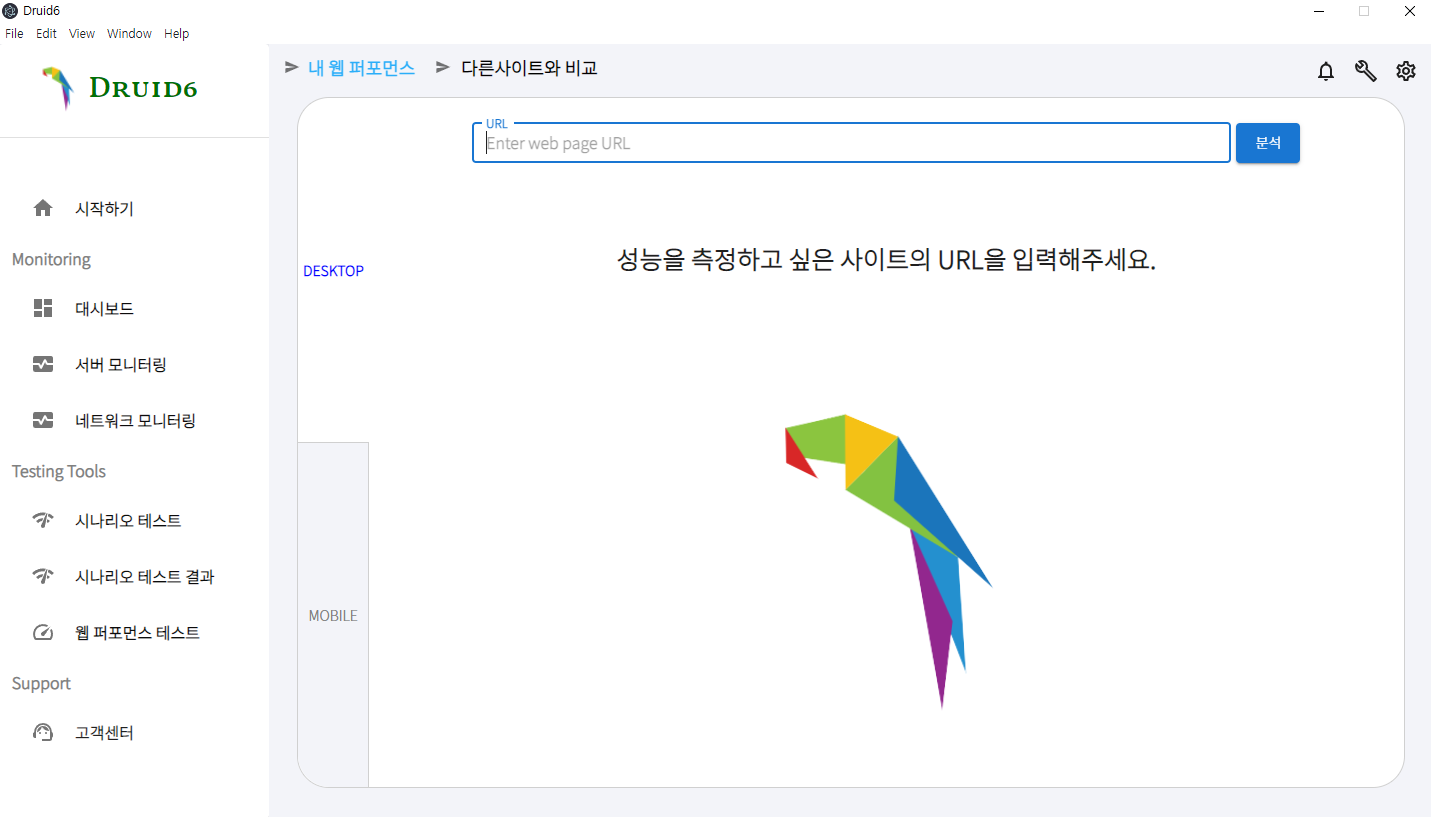 Druid6
File Edit View Window Help
DRUID6
내 웹 퍼포먼스 다른사이트와 비교
URL
Enter web page URL
분석
시작하기
Monitoring
대시보드
서버 모니터링
네트워크 모니터링
Testing Tools
시나리오 테스트
시나리오 테스트 결과
웹 퍼포먼스 테스트
Support
고객센터
DESKTOP
MOBILE
성능을 측정하고 싶은 사이트의 URL을 입력해주세요.